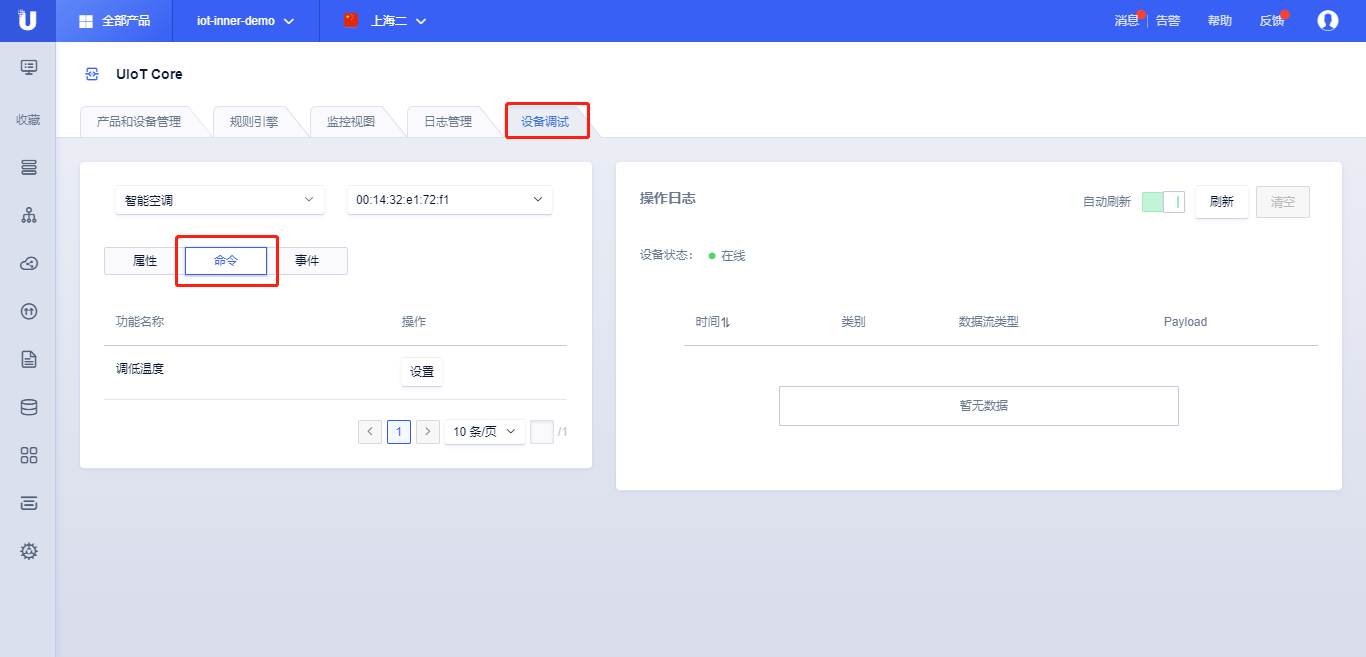 U 全部产品 iot-inner-demo 上海二 消息 告警 帮助 反馈
收藏
UIoT Core
产品和设备管理 规则引擎 监控视图 日志管理 设备调试
智能空调 00:14:32:e1:72:f1
属性 命令 事件
功能名称 操作
调低温度 设置
1 10 条/页 /1
操作日志 自动刷新 刷新 清空
设备状态： 在线
时间 类别 数据流类型 Payload
暂无数据